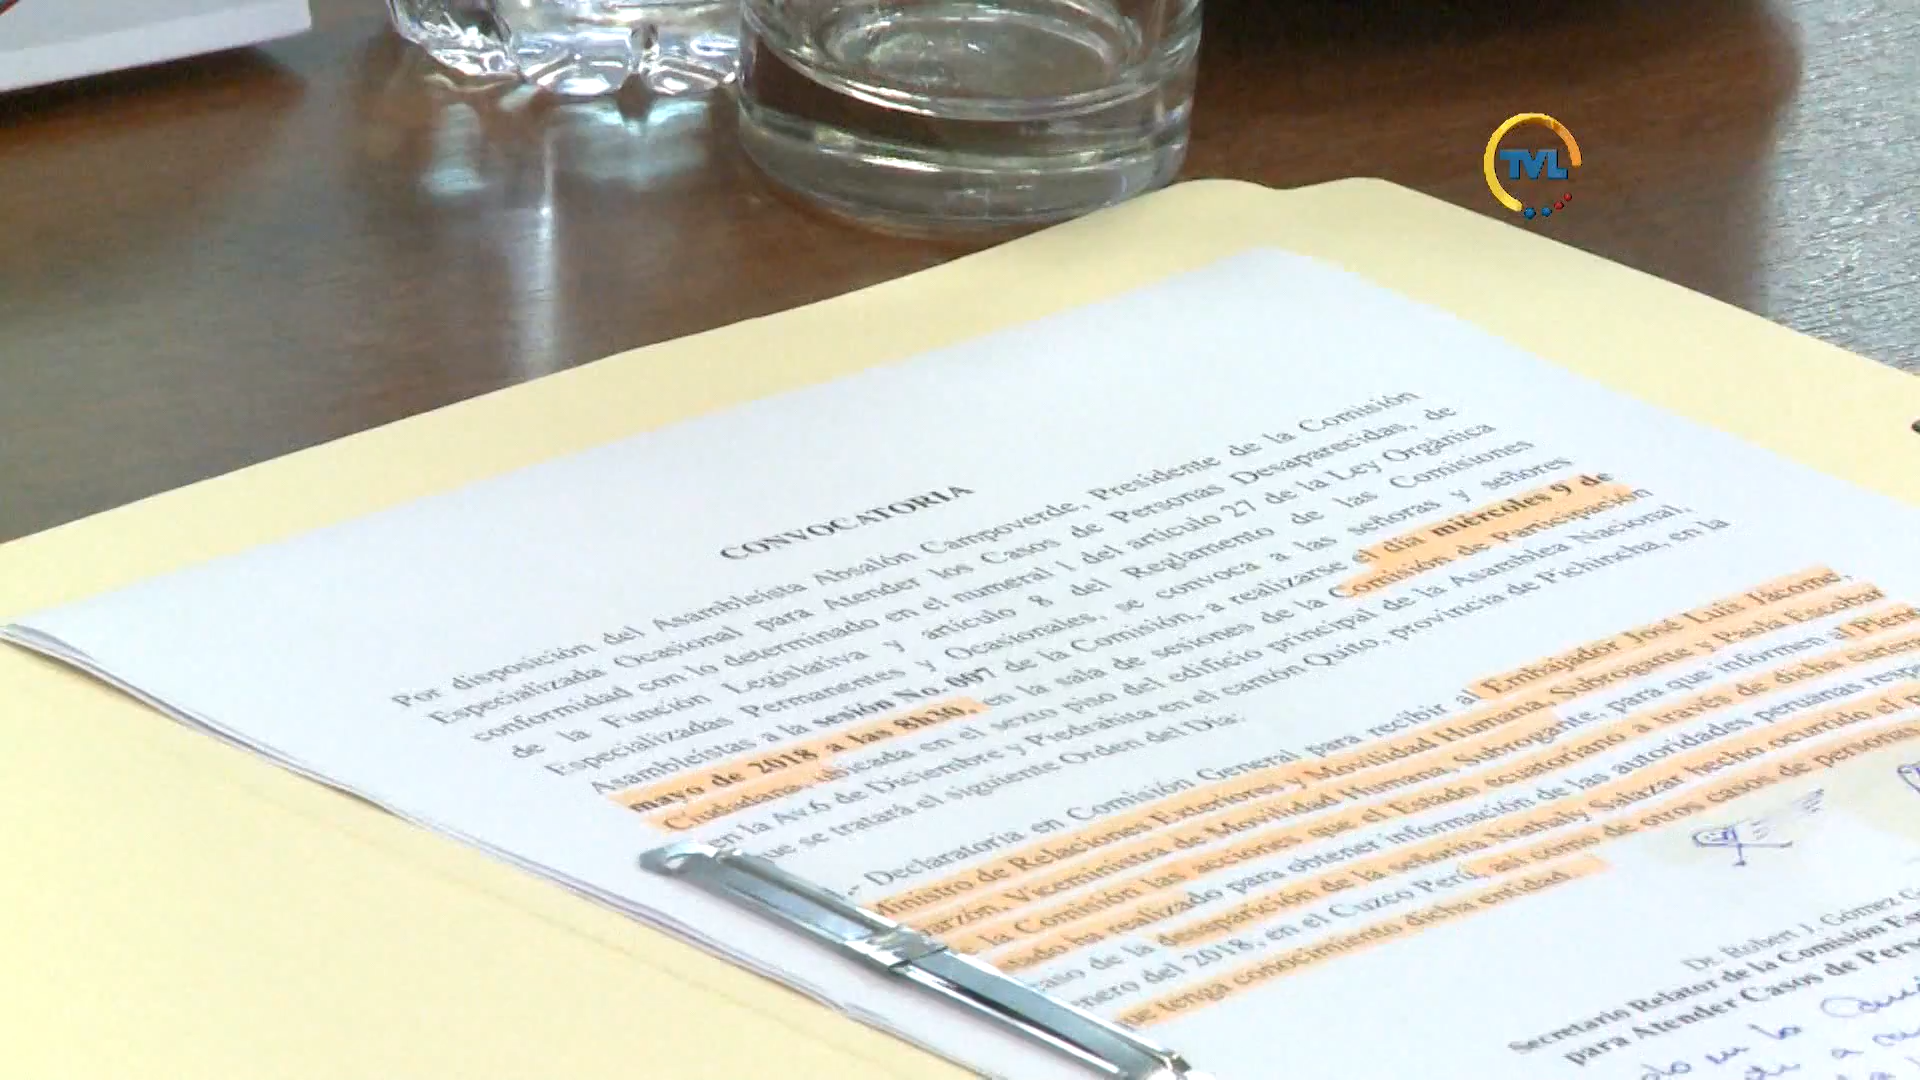 TVL
CONVOCATORIA
Por disposición del Asambleísta Absalón Campoverde, Presidente de la Comisión
Especializada Ocasional para Atender los Casos de Personas Desaparecidas, de
conformidad con lo determinado en el numeral 1 del artículo 27 de la Ley Orgánica
de la Función Legislativa y artículo 8 del Reglamento de las Comisiones
Especializadas Permanentes y Ocasionales, se convoca a las señoras y señores
Asambleístas a la sesión No. 007 de la Comisión, a realizarse el día miércoles 9 de
mayo de 2018 a las 8h30, en la sala de sesiones de la Comisión de Participación
Ciudadana, ubicada en el sexto piso del edificio principal de la Asamblea Nacional,
en la Av.6 de Diciembre y Piedrahita en el cantón Quito, provincia de Pichincha, en la
que se tratará el siguiente Orden del Día:
.- Declaratoria en Comisión General para recibir al Embajador José Luis Jácome,
Ministro de Relaciones Exteriores y Movilidad Humana Subrogante y Paola Escobar
arzón, Viceministra de Movilidad Humana, Subrogante, para que informen al Plen
la Comisión las acciones que el Estado ecuatoriano a través de dicha cartera
tado ha realizado para obtener información de las autoridades peruanas resp
caso de la desaparición de la señorita Nathaly Salazar hecho ocurrido el
enero del 2018, en el Cuzco Perú, así como de otros casos de persona
ue tenga conocimiento dicha entidad.
Dr. Robert J. Gómez
Secretario Relator de la Comisión Esp
para Atender Casos de Pers